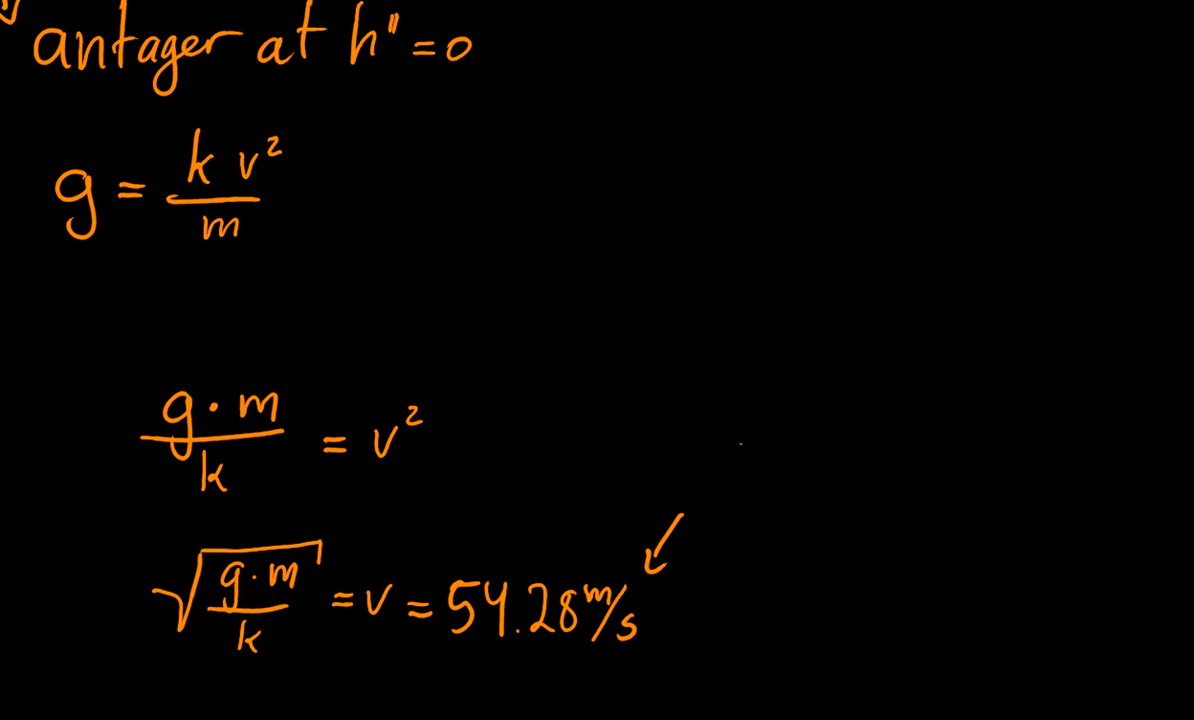 antager at h'' = 0
g = k v² / m
g · m / k = v²
√(g · m / k) = v = 54.28 m/s